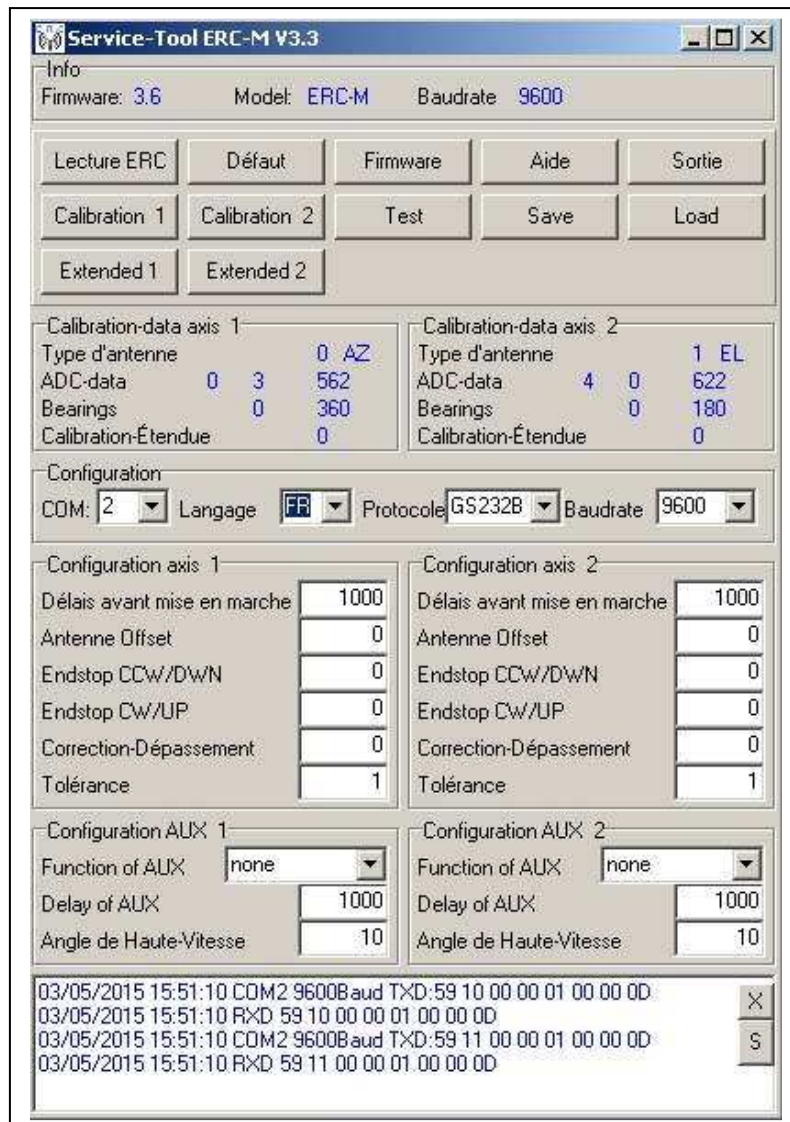 Service-Tool ERC-M V3.3
Info
Firmware: 3.6 Model: ERC-M Baudrate 9600
Lecture ERC Défaut Firmware Aide Sortie
Calibration 1 Calibration 2 Test Save Load
Extended 1 Extended 2
Calibration-data axis 1 Calibration-data axis 2
Type d'antenne 0 AZ Type d'antenne 1 EL
ADC-data 0 3 562 ADC-data 4 0 622
Bearings 0 360 Bearings 0 180
Calibration-Étendue 0 Calibration-Étendue 0
Configuration
COM: 2 Langage FR Protocole GS232B Baudrate 9600
Configuration axis 1 Configuration axis 2
Délais avant mise en marche 1000 Délais avant mise en marche 1000
Antenne Offset 0 Antenne Offset 0
Endstop CCW/DWN 0 Endstop CCW/DWN 0
Endstop CW/UP 0 Endstop CW/UP 0
Correction-Dépassement 0 Correction-Dépassement 0
Tolérance 1 Tolérance 1
Configuration AUX 1 Configuration AUX 2
Function of AUX none Function of AUX none
Delay of AUX 1000 Delay of AUX 1000
Angle de Haute-Vitesse 10 Angle de Haute-Vitesse 10
03/05/2015 15:51:10 COM2 9600Baud TXD:59 10 00 00 01 00 00 0D X
03/05/2015 15:51:10 RXD 59 10 00 00 01 00 00 0D
03/05/2015 15:51:10 COM2 9600Baud TXD:59 11 00 00 01 00 00 0D S
03/05/2015 15:51:10 RXD 59 11 00 00 01 00 00 0D